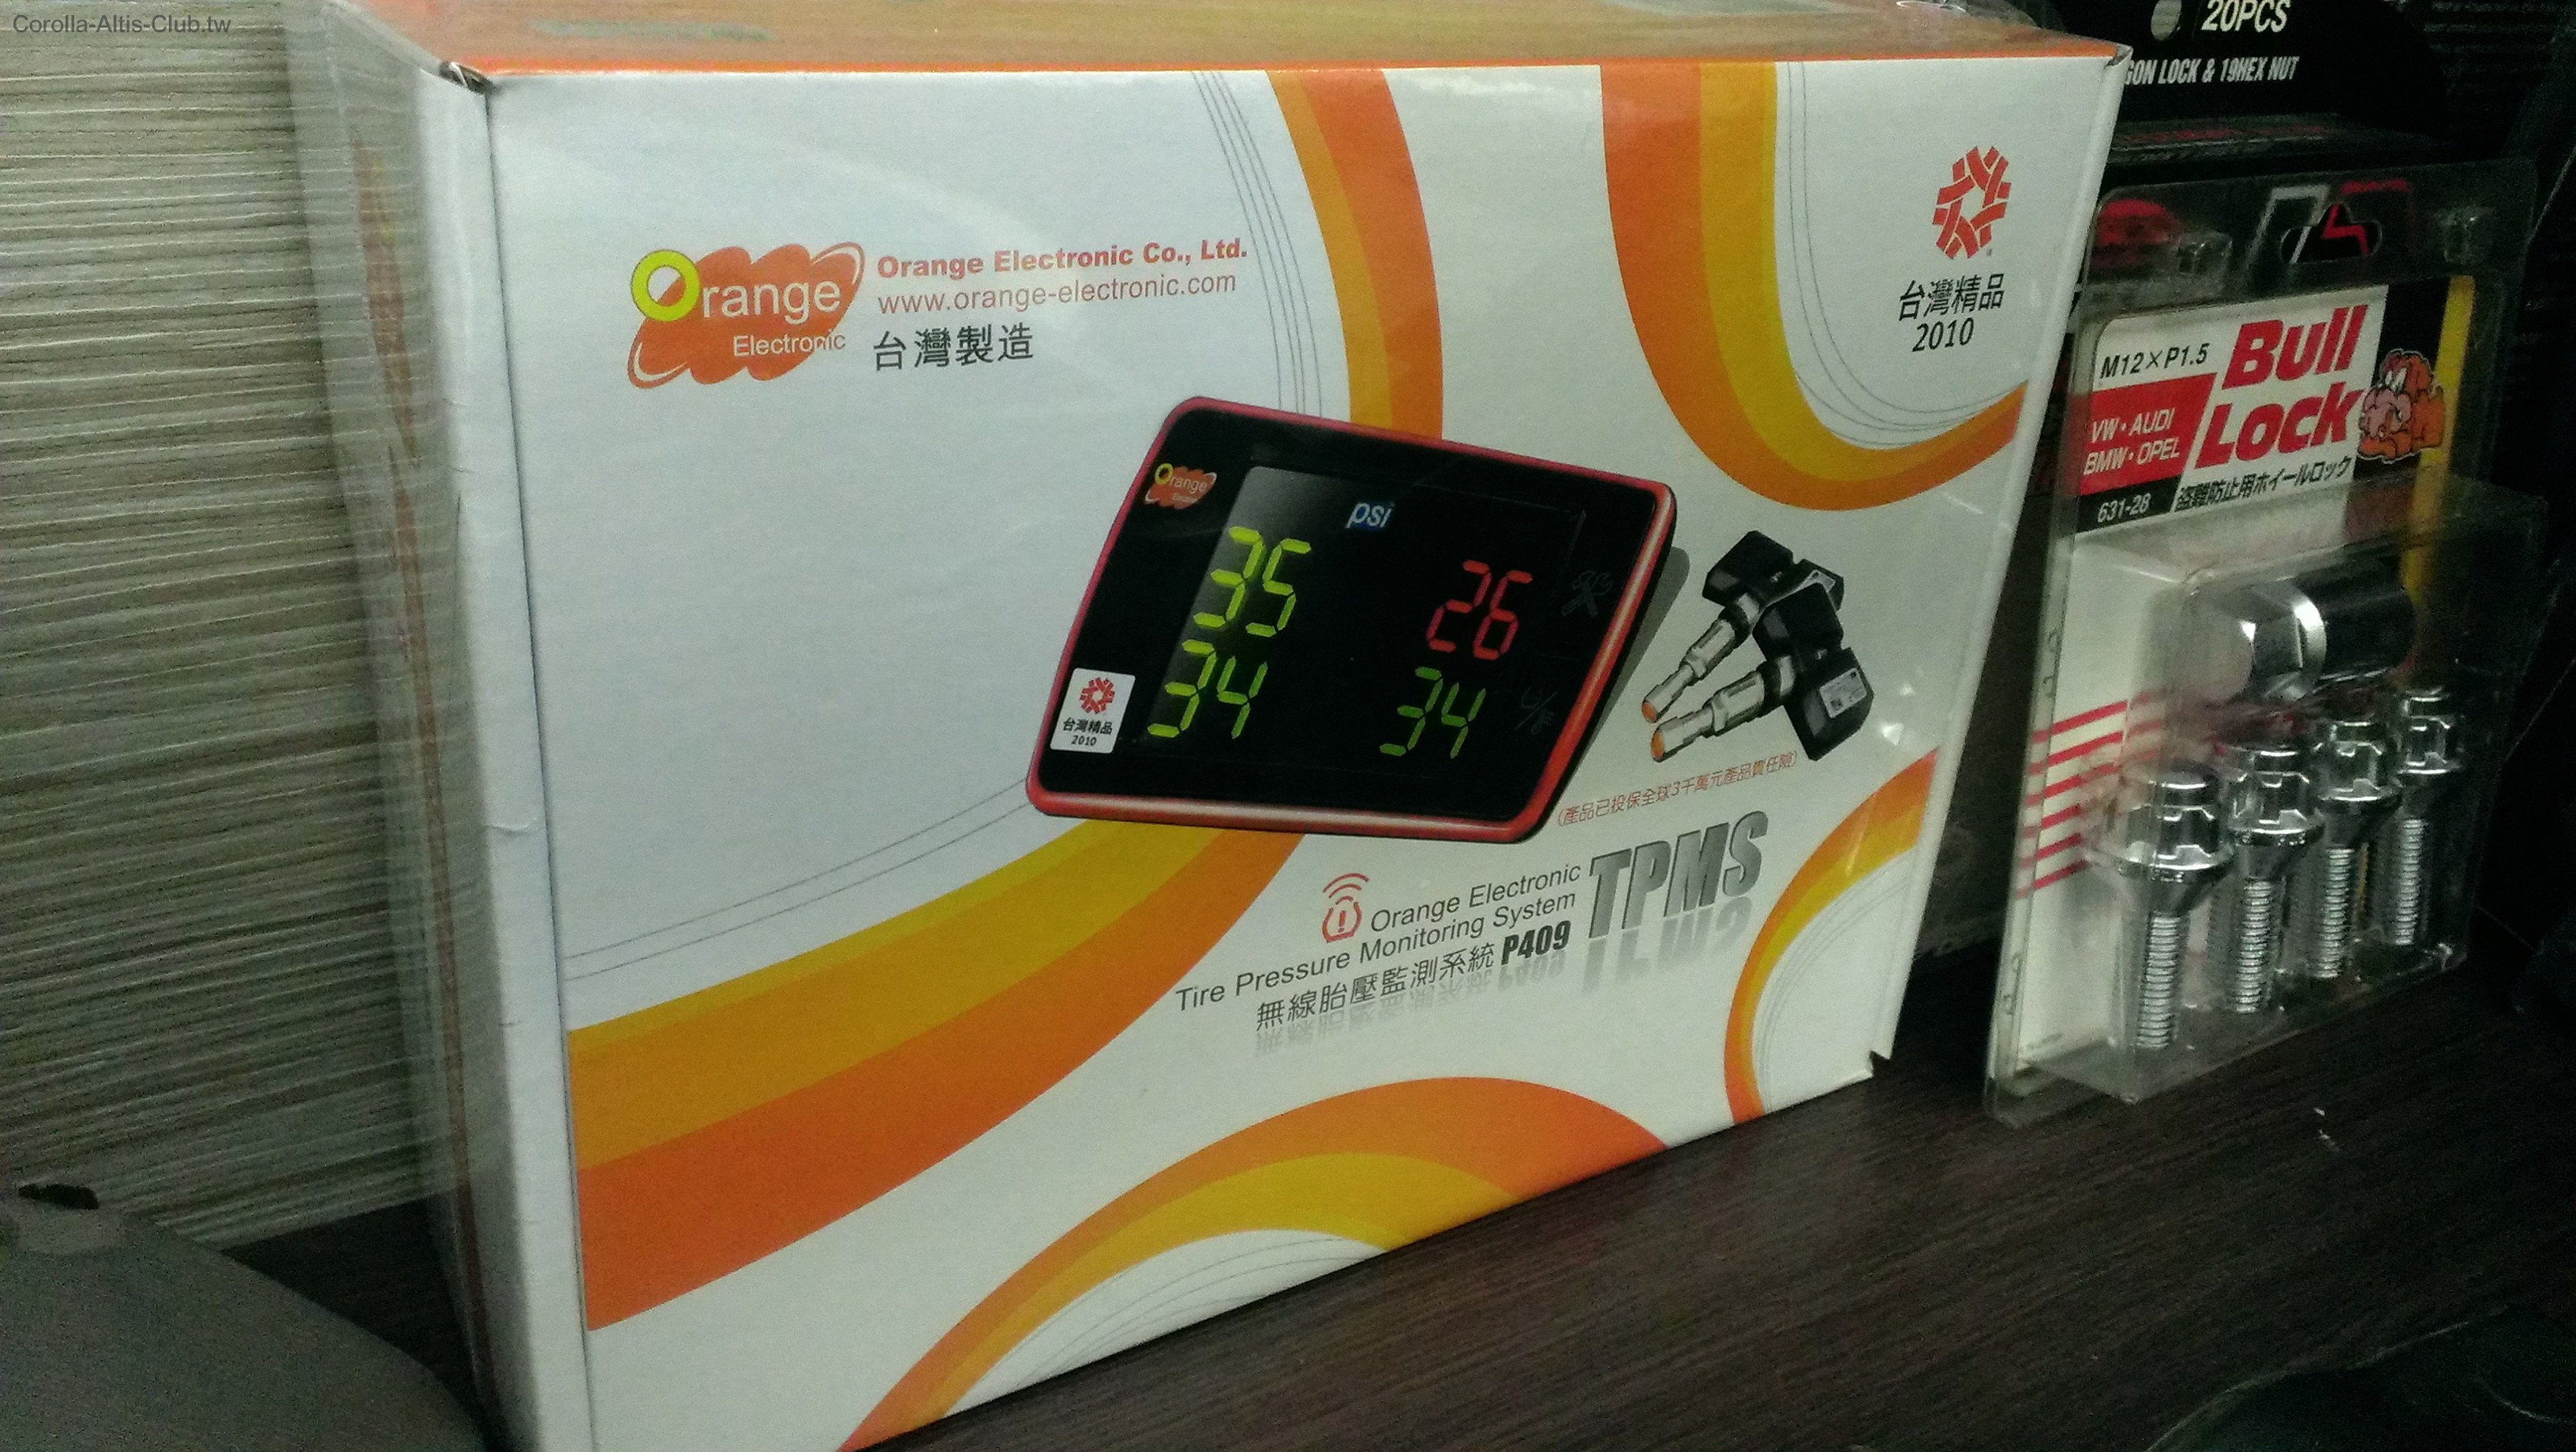 Corolla-Altis-Club.tw
Orange
Electronic
Orange Electronic Co., Ltd.
www.orange-electronic.com
台灣製造
台灣精品
2010
Orange
psi
35
26
34
34
台灣精品
2010
(產品已投保全球3千萬元產品責任險)
Orange Electronic
Tire Pressure Monitoring System
TPMS
無線胎壓監測系統 P409
20PCS
GON LOCK & 19HEX NUT
M12×P1.5
Bull
Lock
VW・AUDI
BMW・OPEL
631-28
盗難防止用ホイールロック